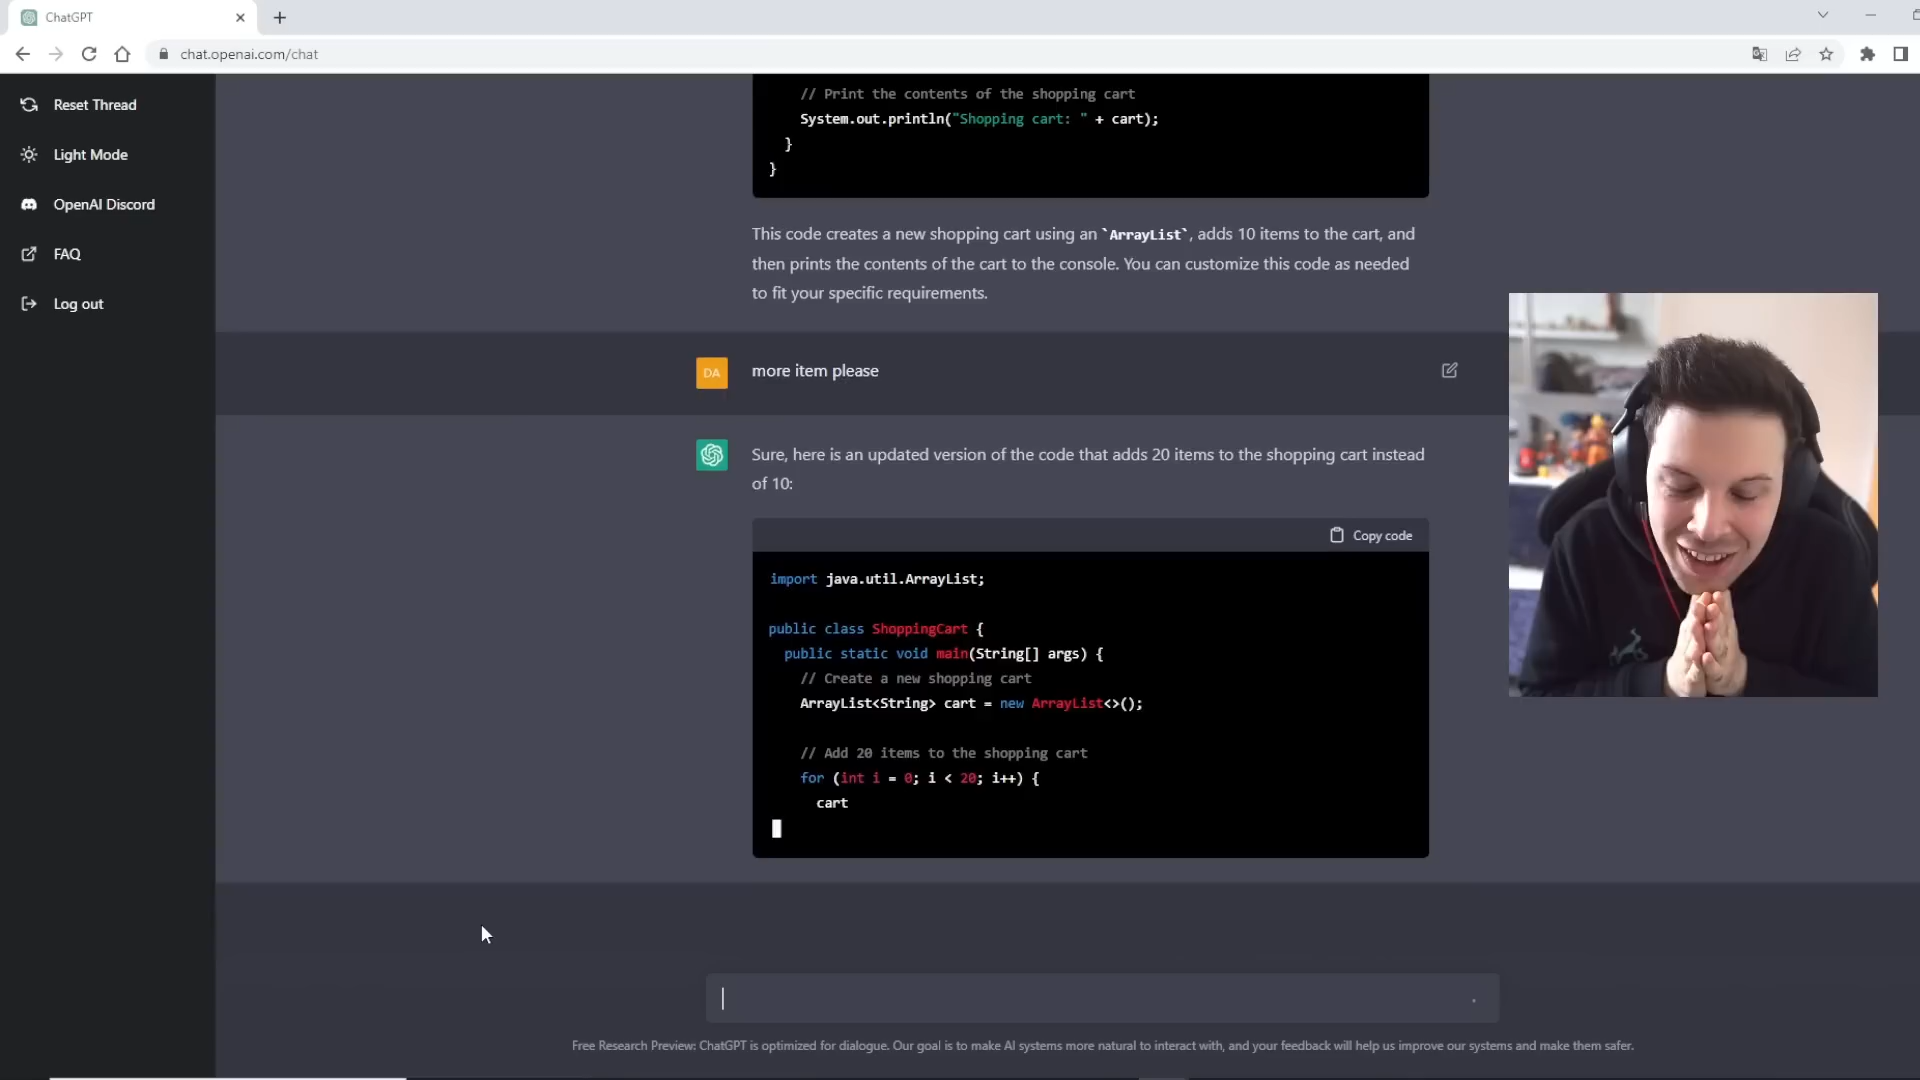 ChatGPT
chat.openai.com/chat
Reset Thread
Light Mode
OpenAI Discord
FAQ
Log out
// Print the contents of the shopping cart
System.out.println("Shopping cart: " + cart);
}
}
This code creates a new shopping cart using an `ArrayList`, adds 10 items to the cart, and
then prints the contents of the cart to the console. You can customize this code as needed
to fit your specific requirements.
DA
more item please
Sure, here is an updated version of the code that adds 20 items to the shopping cart instead
of 10:
Copy code
import java.util.ArrayList;
public class ShoppingCart {
public static void main(String[] args) {
// Create a new shopping cart
ArrayList<String> cart = new ArrayList<>();
// Add 20 items to the shopping cart
for (int i = 0; i < 20; i++) {
cart
Free Research Preview: ChatGPT is optimized for dialogue. Our goal is to make AI systems more natural to interact with, and your feedback will help us improve our systems and make them safer.